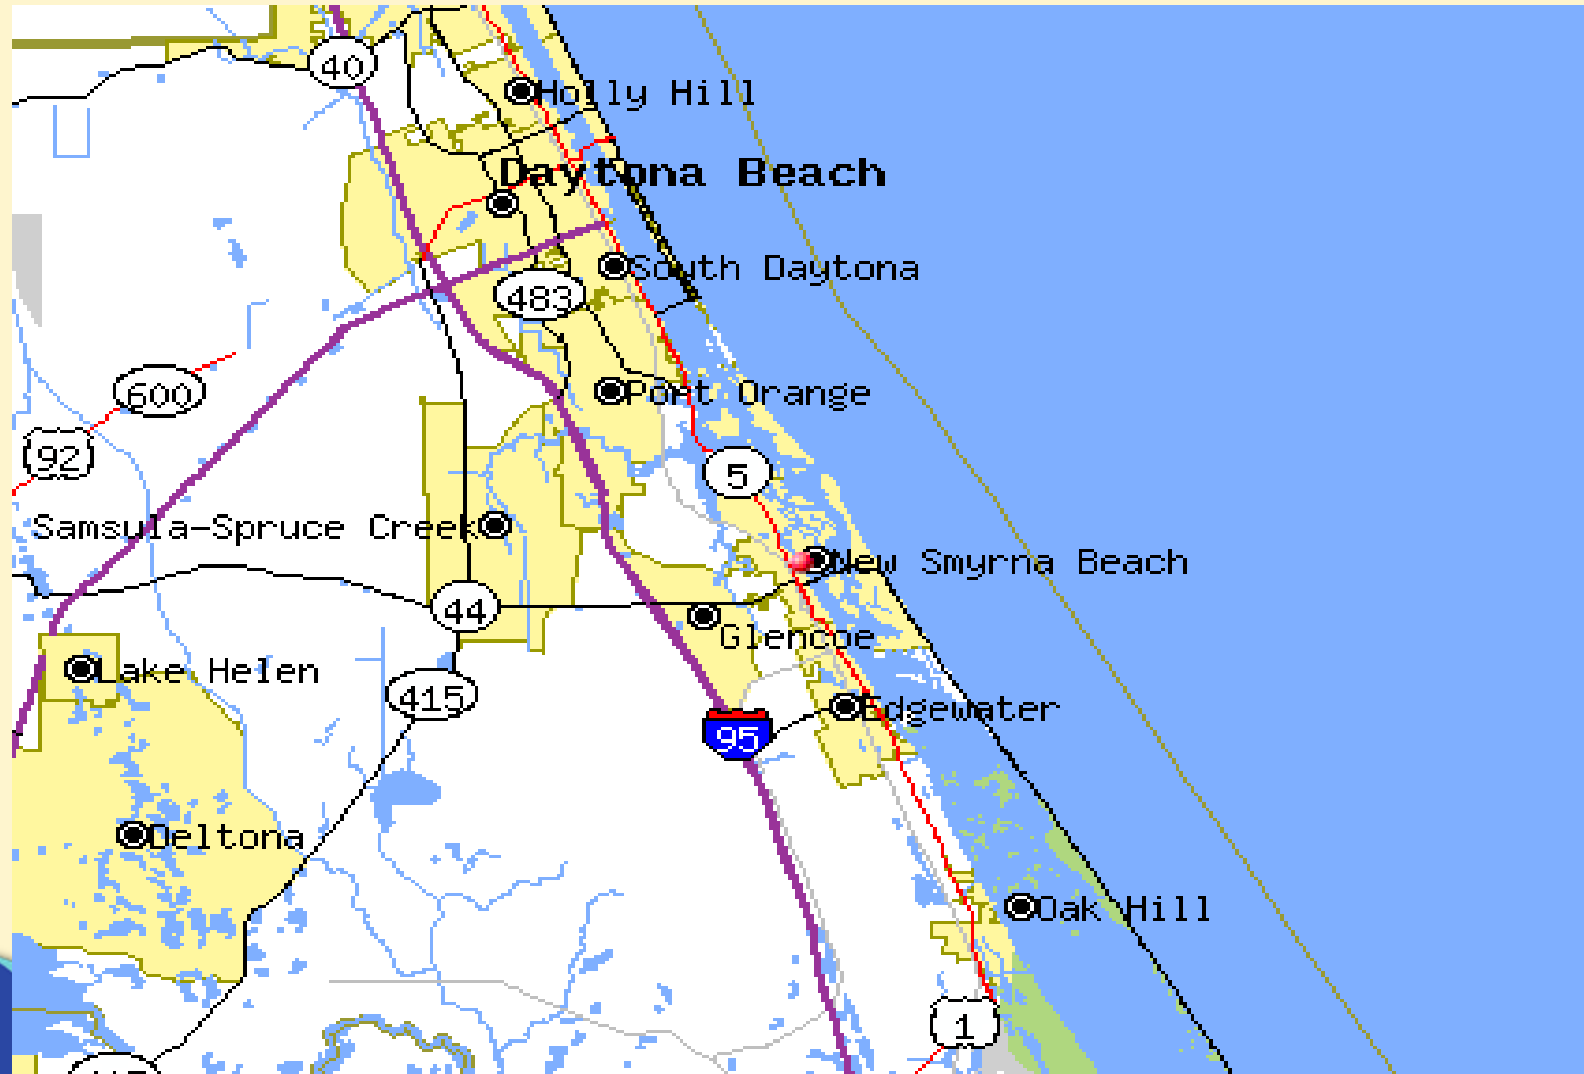 40
Holly Hill
Daytona Beach
South Daytona
483
Port Orange
600
92
5
Samsula-Spruce Creek
New Smyrna Beach
44
Glencoe
Lake Helen
415
Edgewater
95
Deltona
Oak Hill
1